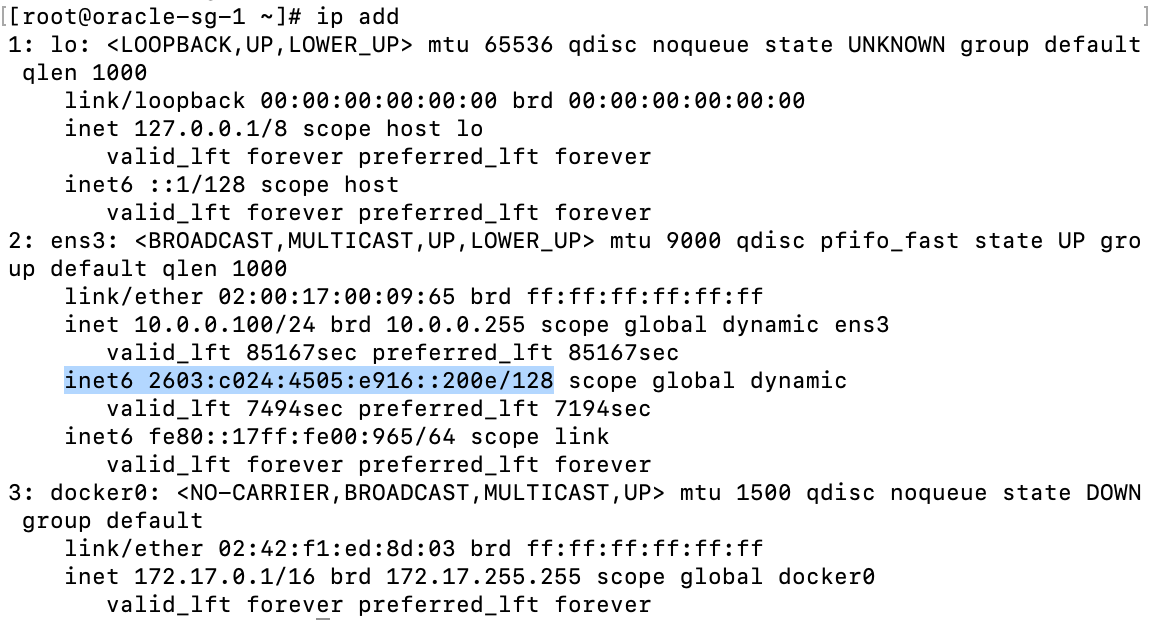 [[root@oracle-sg-1 ~]# ip add ]
1: lo: <LOOPBACK,UP,LOWER_UP> mtu 65536 qdisc noqueue state UNKNOWN group default
 qlen 1000
    link/loopback 00:00:00:00:00:00 brd 00:00:00:00:00:00
    inet 127.0.0.1/8 scope host lo
       valid_lft forever preferred_lft forever
    inet6 ::1/128 scope host
       valid_lft forever preferred_lft forever
2: ens3: <BROADCAST,MULTICAST,UP,LOWER_UP> mtu 9000 qdisc pfifo_fast state UP gro
up default qlen 1000
    link/ether 02:00:17:00:09:65 brd ff:ff:ff:ff:ff:ff
    inet 10.0.0.100/24 brd 10.0.0.255 scope global dynamic ens3
       valid_lft 85167sec preferred_lft 85167sec
    inet6 2603:c024:4505:e916::200e/128 scope global dynamic
       valid_lft 7494sec preferred_lft 7194sec
    inet6 fe80::17ff:fe00:965/64 scope link
       valid_lft forever preferred_lft forever
3: docker0: <NO-CARRIER,BROADCAST,MULTICAST,UP> mtu 1500 qdisc noqueue state DOWN
 group default
    link/ether 02:42:f1:ed:8d:03 brd ff:ff:ff:ff:ff:ff
    inet 172.17.0.1/16 brd 172.17.255.255 scope global docker0
       valid_lft forever preferred_lft forever